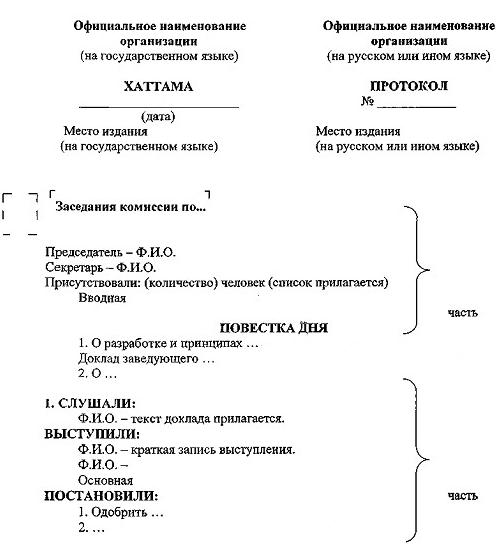 Официальное наименование
организации
(на государственном языке)
ХАТТАМА
(дата)
Место издания
(на государственном языке)
Официальное наименование
организации
(на русском или ином языке)
ПРОТОКОЛ
№ ___________
Место издания
(на русском или ином языке)
Заседания комиссии по...
Председатель – Ф.И.О.
Секретарь – Ф.И.О.
Присутствовали: (количество) человек (список прилагается)
Вводная
часть
ПОВЕСТКА ДНЯ
1. О разработке и принципах …
Доклад заведующего …
2. О …
1. СЛУШАЛИ:
Ф.И.О. – текст доклада прилагается.
ВЫСТУПИЛИ:
Ф.И.О. – краткая запись выступления.
Ф.И.О. –
Основная
ПОСТАНОВИЛИ:
часть
1. Одобрить …
2. …